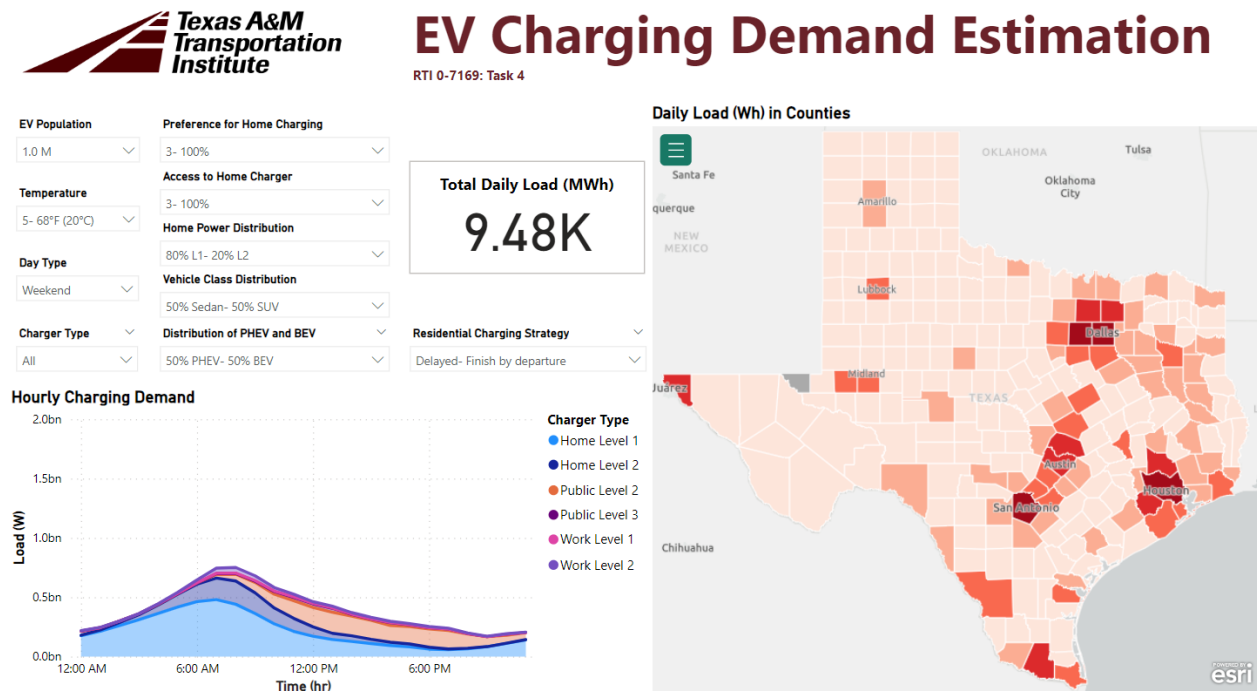 Texas A&M
Transportation
Institute
EV Charging Demand Estimation
RTI 0-7169: Task 4
EV Population
1.0 M
Temperature
5- 68°F (20°C)
Day Type
Weekend
Charger Type
All
Preference for Home Charging
3- 100%
Access to Home Charger
3- 100%
Home Power Distribution
80% L1- 20% L2
Vehicle Class Distribution
50% Sedan- 50% SUV
Distribution of PHEV and BEV
50% PHEV- 50% BEV
Total Daily Load (MWh)
9.48K
Residential Charging Strategy
Delayed- Finish by departure
Hourly Charging Demand
Load (W)
2.0bn
1.5bn
1.0bn
0.5bn
0.0bn
12:00 AM
6:00 AM
12:00 PM
6:00 PM
Time (hr)
Charger Type
Home Level 1
Home Level 2
Public Level 2
Public Level 3
Work Level 1
Work Level 2
Daily Load (Wh) in Counties
OKLAHOMA
Tulsa
Santa Fe
Oklahoma
City
Amarillo
querque
NEW
MEXICO
Lubbock
Dallas
Midland
Juárez
TEXAS
Austin
Houston
San Antonio
Chihuahua
POWERED BY
esri